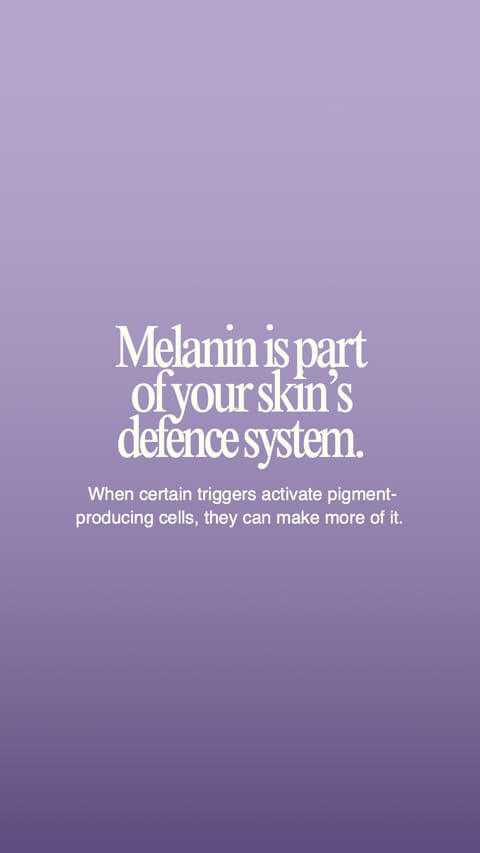 Melanin is part
of your skin’s
defence system.
When certain triggers activate pigment-
producing cells, they can make more of it.